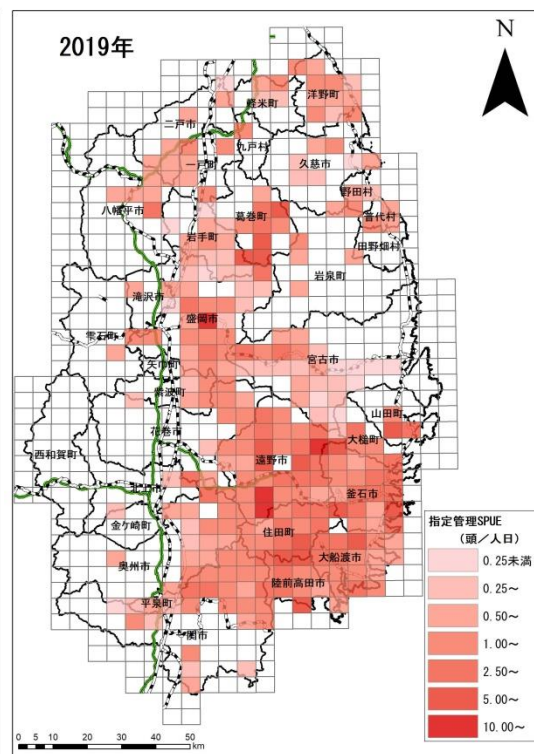 2019年
N
洋野町
軽米町
二戸市
九戸村
一戸町
久慈市
野田村
八幡平市
葛巻町
普代村
岩手町
田野畑村
岩泉町
滝沢市
盛岡市
雫石町
宮古市
矢巾町
紫波町
山田町
花巻市
大槌町
西和賀町
遠野市
北上市
釜石市
金ケ崎町
住田町
奥州市
大船渡市
陸前高田市
平泉町
一関市
指定管理SPUE
(頭/人日)
0.25未満
0.25~
0.50~
1.00~
2.50~
5.00~
10.00~
0 5 10 20 30 40 50
km